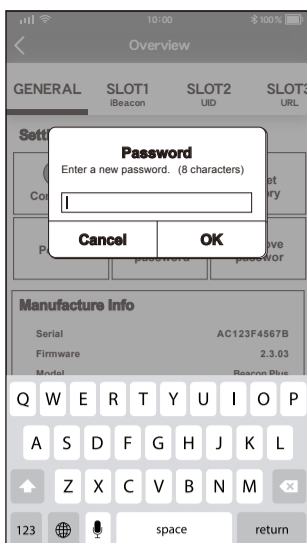 10:00
100%
Overview
GENERAL SLOT1 SLOT2 SLOT3
iBeacon UID URL
Password
Enter a new password. (8 characters)
Cancel OK
Manufacture Info
Serial AC123F4567B
Firmware 2.3.03
Model Beacon Plus
Q W E R T Y U I O P
A S D F G H J K L
Z X C V B N M
123 space return